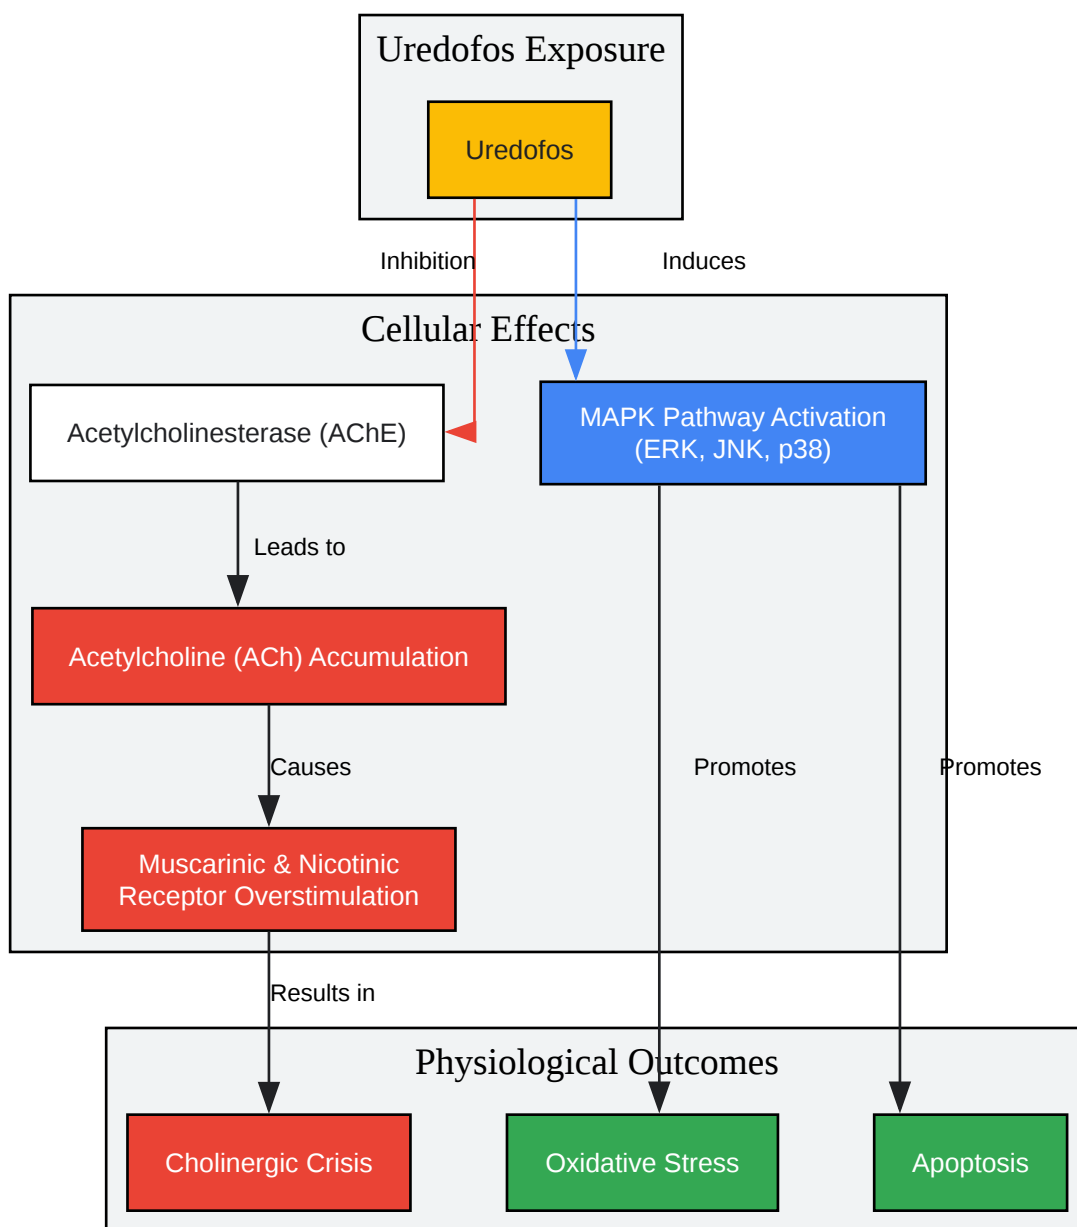 Uredofos Exposure
Uredofos
Inhibition
Induces
Cellular Effects
Acetylcholinesterase (AChE)
MAPK Pathway Activation
(ERK, JNK, p38)
Leads to
Acetylcholine (ACh) Accumulation
Causes
Promotes
Promotes
Muscarinic & Nicotinic
Receptor Overstimulation
Results in
Physiological Outcomes
Cholinergic Crisis
Oxidative Stress
Apoptosis